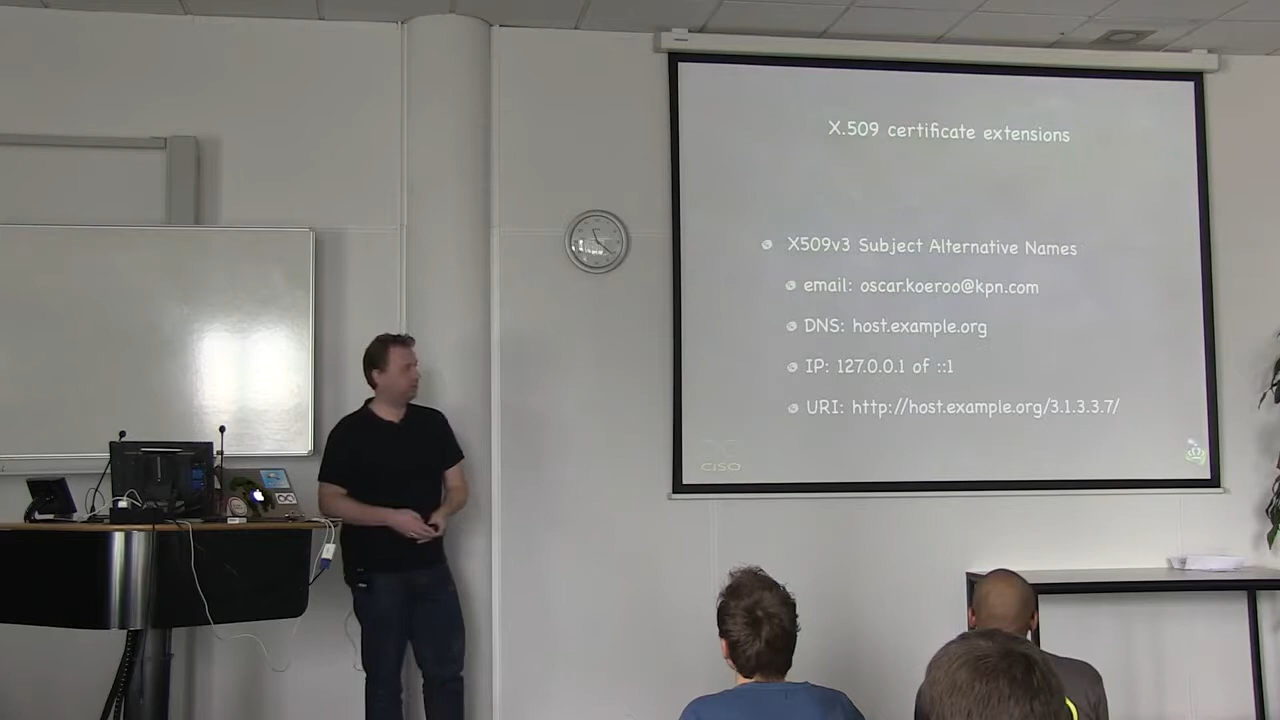 X.509 certificate extensions
X509v3 Subject Alternative Names
email: oscar.koeroo@kpn.com
DNS: host.example.org
IP: 127.0.0.1 of ::1
URI: http://host.example.org/3.1.3.3.7/
CISO